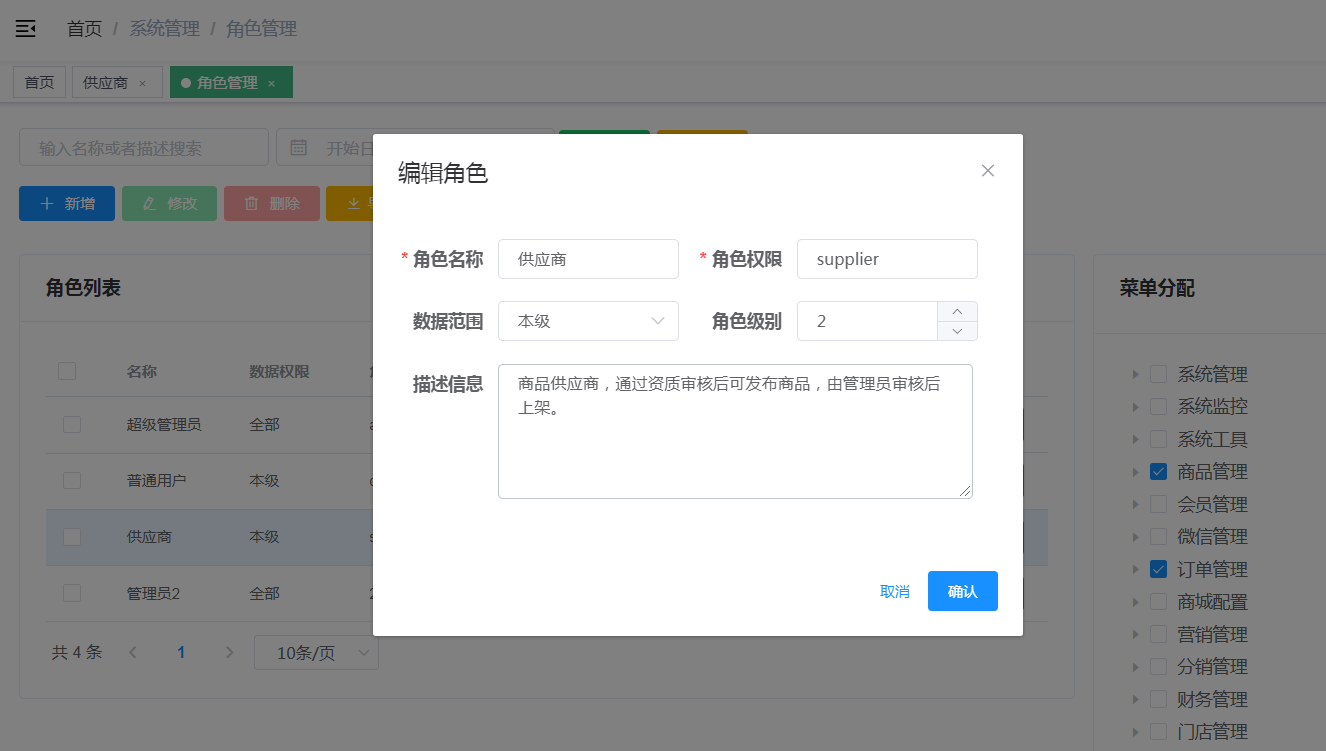 首页 / 系统管理 / 角色管理
首页 供应商 × 角色管理 ×
输入名称或者描述搜索 开始日
编辑角色
新增 修改 删除
* 角色名称 供应商 * 角色权限 supplier
角色列表 菜单分配
数据范围 本级 角色级别 2
名称 数据权限
描述信息 商品供应商，通过资质审核后可发布商品，由管理员审核后
上架。
超级管理员 全部
普通用户 本级
供应商 本级
管理员2 全部
取消 确认
共 4 条 1 10条/页
系统管理
系统监控
系统工具
商品管理
会员管理
微信管理
订单管理
商城配置
营销管理
分销管理
财务管理
门店管理